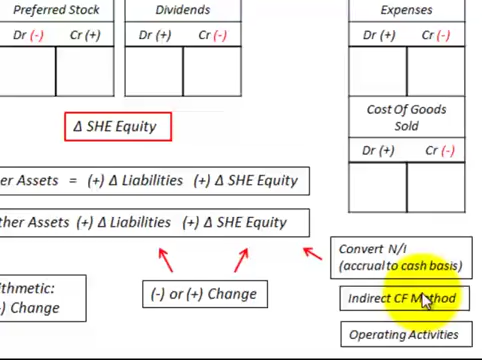 Preferred Stock
Dr (-) Cr (+)
Dividends
Dr (+) Cr (-)
Expenses
Dr (+) Cr (-)
Cost Of Goods
Sold
Dr (+) Cr (-)
Δ SHE Equity
er Assets = (+) Δ Liabilities (+) Δ SHE Equity
ther Assets (+) Δ Liabilities (+) Δ SHE Equity
Convert N/I
(accrual to cash basis)
ithmetic:
) Change
(-) or (+) Change
Indirect CF Method
Operating Activities